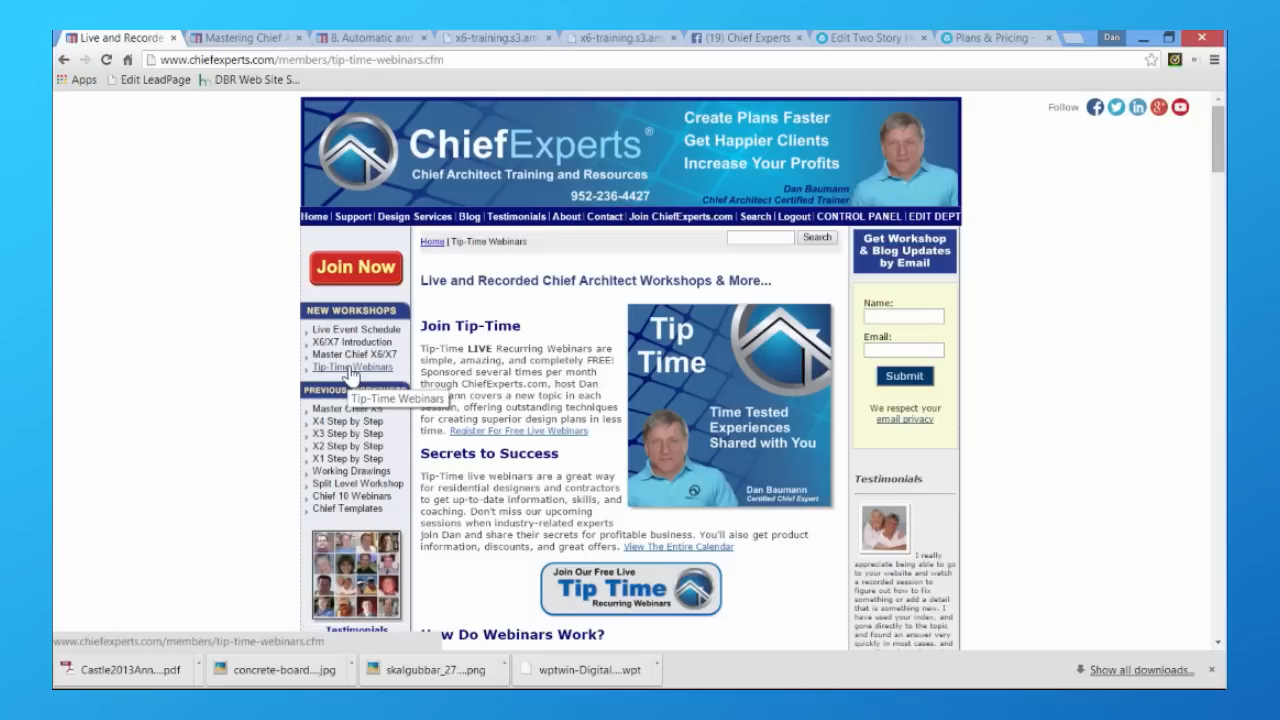 Live and Recorde
Mastering Chief A
8. Automatic and
x6-training.s3.am
x6-training.s3.am
(19) Chief Experts
Edit Two Story H
Plans & Pricing -
Dan
www.chiefexperts.com/members/tip-time-webinars.cfm
Apps
Edit LeadPage
DBR Web Site S...
Follow
ChiefExperts®
Chief Architect Training and Resources
952-236-4427
Create Plans Faster
Get Happier Clients
Increase Your Profits
Dan Baumann
Chief Architect Certified Trainer
Home | Support | Design Services | Blog | Testimonials | About | Contact | Join ChiefExperts.com | Search | Logout | CONTROL PANEL | EDIT DEPT
Join Now
NEW WORKSHOPS
Live Event Schedule
X6/X7 Introduction
Master Chief X6/X7
Tip-Time Webinars
Tip-Time Webinars
PREVIOUS WORKSHOPS
Master Chief X5
X4 Step by Step
X3 Step by Step
X2 Step by Step
X1 Step by Step
Working Drawings
Split Level Workshop
Chief 10 Webinars
Chief Templates
Testimonials
Home | Tip-Time Webinars
Search
Live and Recorded Chief Architect Workshops & More...
Join Tip-Time
Tip-Time LIVE Recurring Webinars are
simple, amazing, and completely FREE!
Sponsored several times per month
through ChiefExperts.com, host Dan
mann covers a new topic in each
session, offering outstanding techniques
for creating superior design plans in less
time. Register For Free Live Webinars
Secrets to Success
Tip-Time live webinars are a great way
for residential designers and contractors
to get up-to-date information, skills, and
coaching. Don't miss our upcoming
sessions when industry-related experts
join Dan and share their secrets for profitable business. You'll also get product
information, discounts, and great offers. View The Entire Calendar
Tip
Time
Time Tested
Experiences
Shared with You
Dan Baumann
Certified Chief Expert
Join Our Free Live
Tip Time
Recurring Webinars
How Do Webinars Work?
Get Workshop
& Blog Updates
by Email
Name:
Email:
Submit
We respect your
email privacy
Testimonials
I really
appreciate being able to go
to your website and watch
a recorded session to
figure out how to fix
something or add a detail
that is something new. I
have used your index, and
gone directly to the topic
and found an answer very
quickly in most cases, and
www.chiefexperts.com/members/tip-time-webinars.cfm
Castle2013Ann....pdf
concrete-board....jpg
skalgubbar_27....png
wptwin-Digital....wpt
Show all downloads...